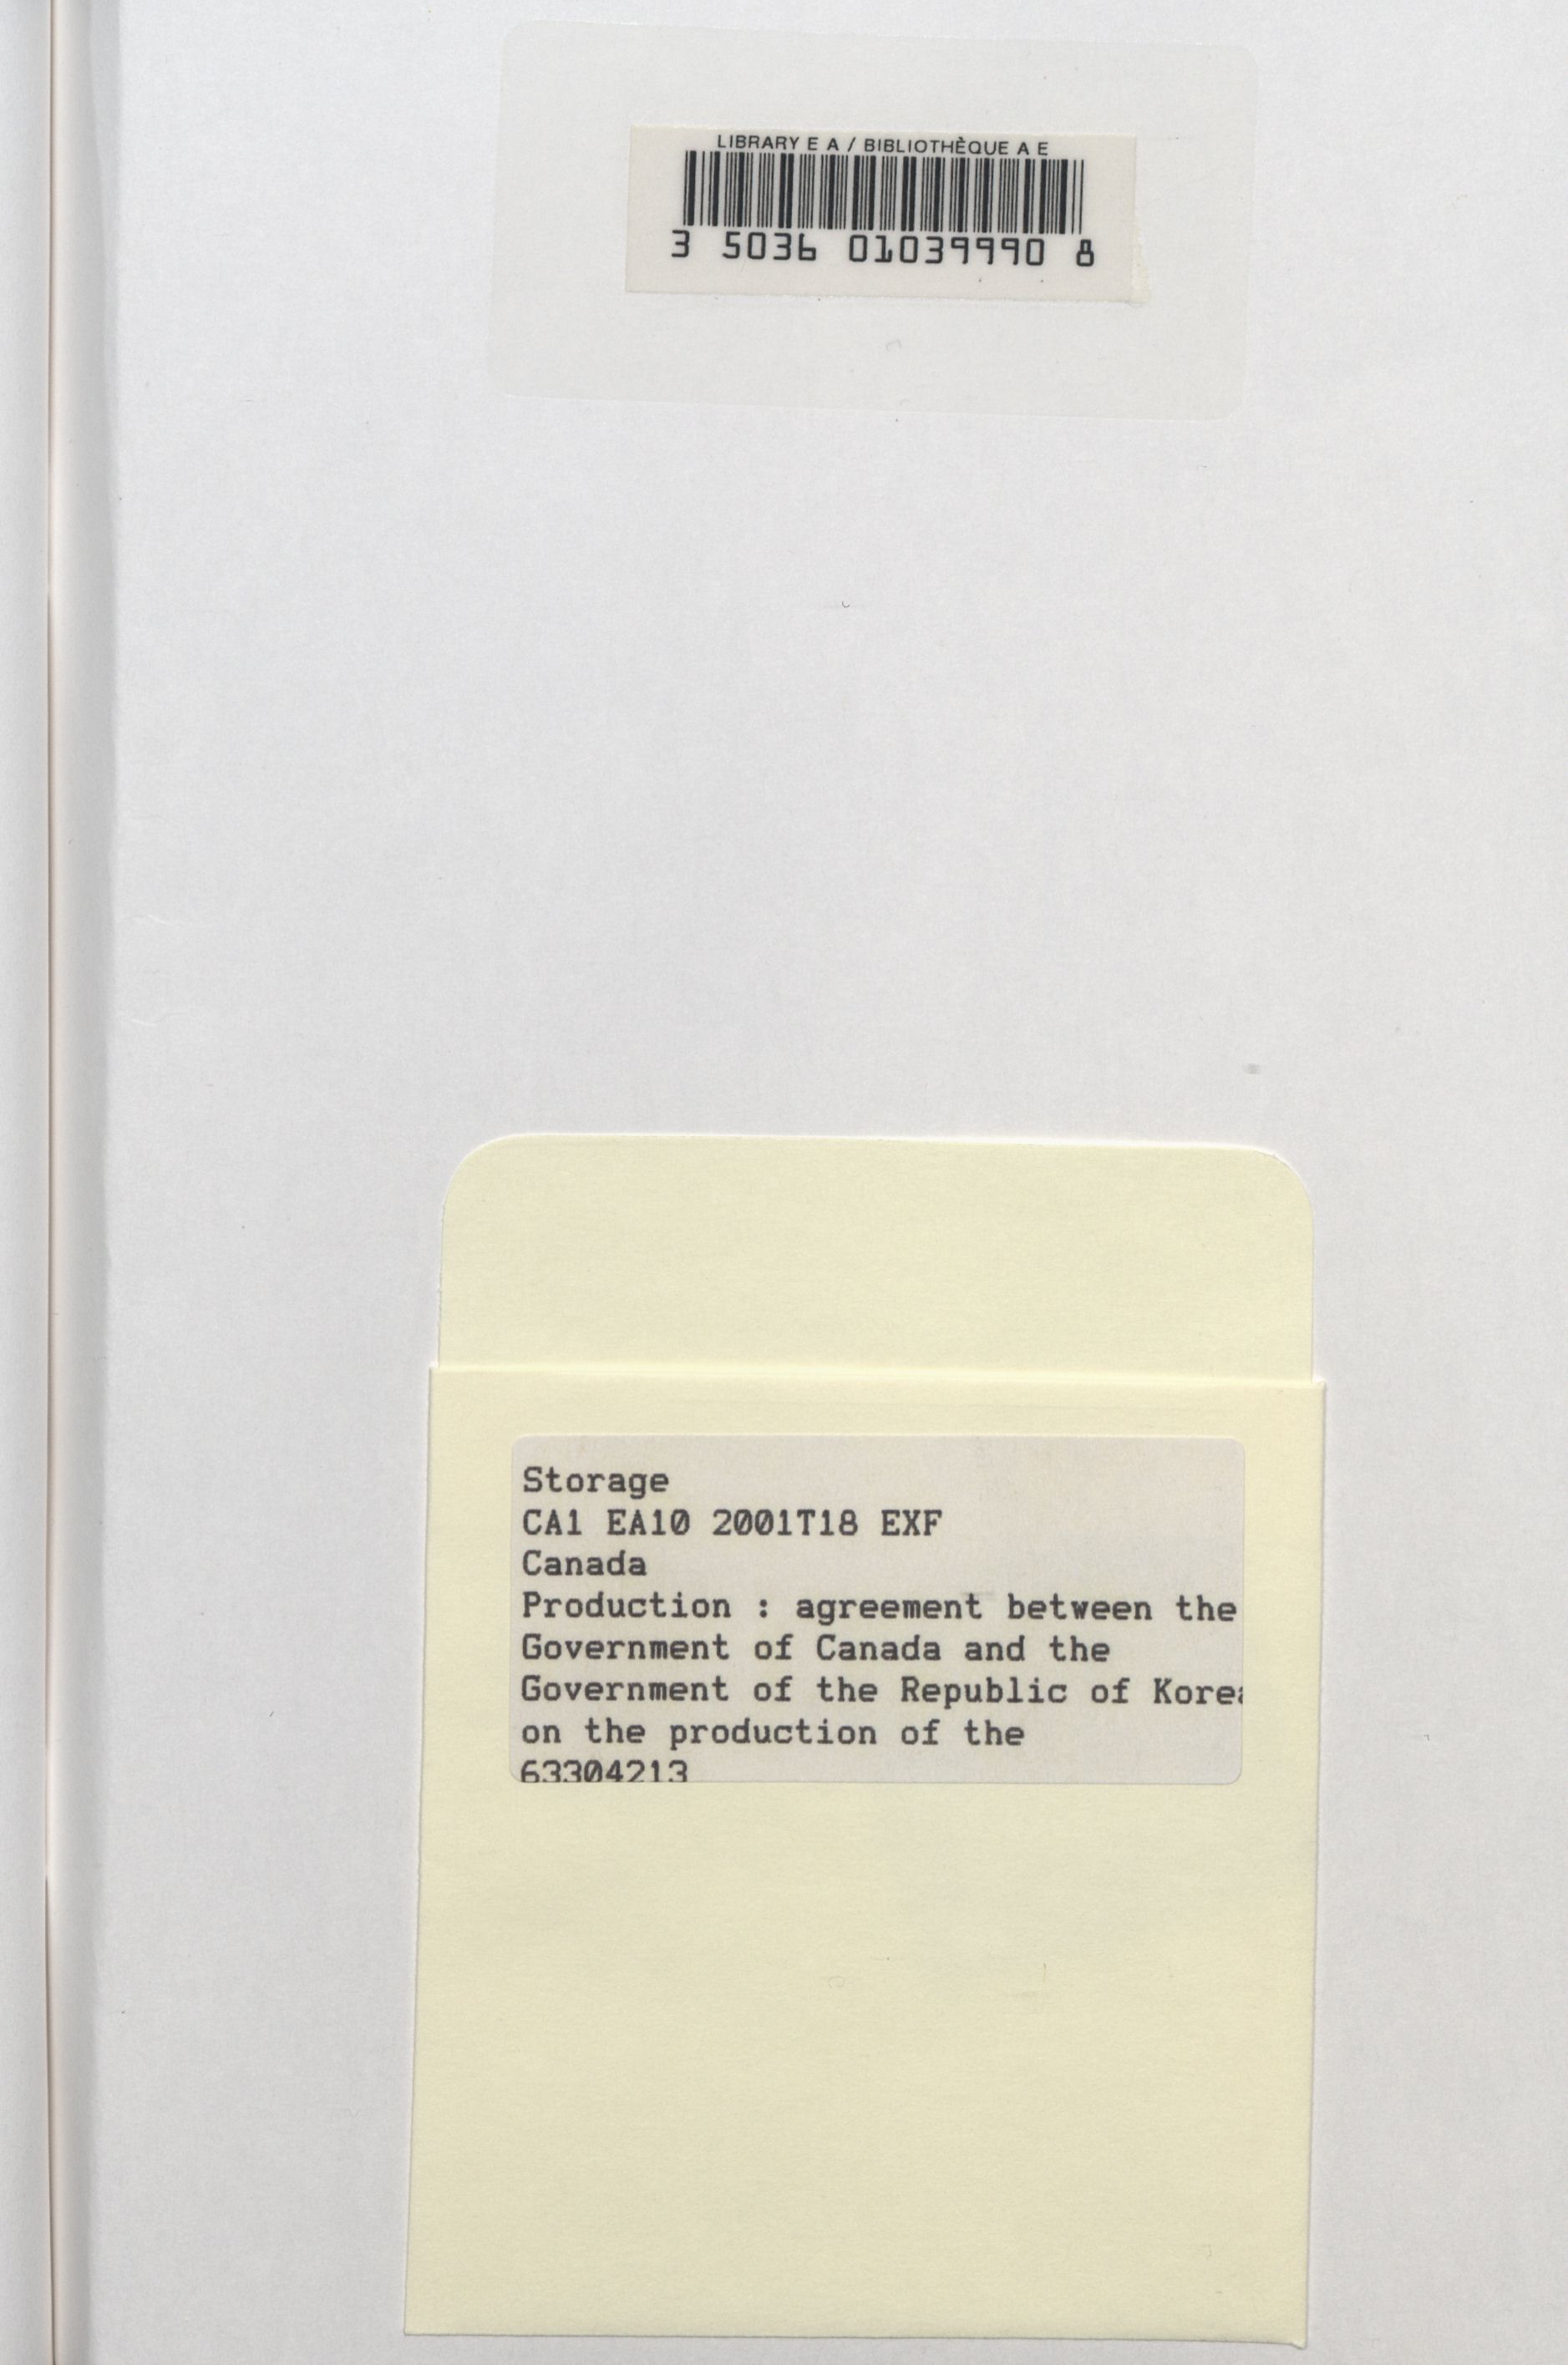 LIBRARY E A / BIBLIOTHÈQUE A E
3 5036 01039990 8
Storage
CA1 EA10 2001T18 EXF
Canada
Production : agreement between the
Government of Canada and the
Government of the Republic of Korea
on the production of the
63304213